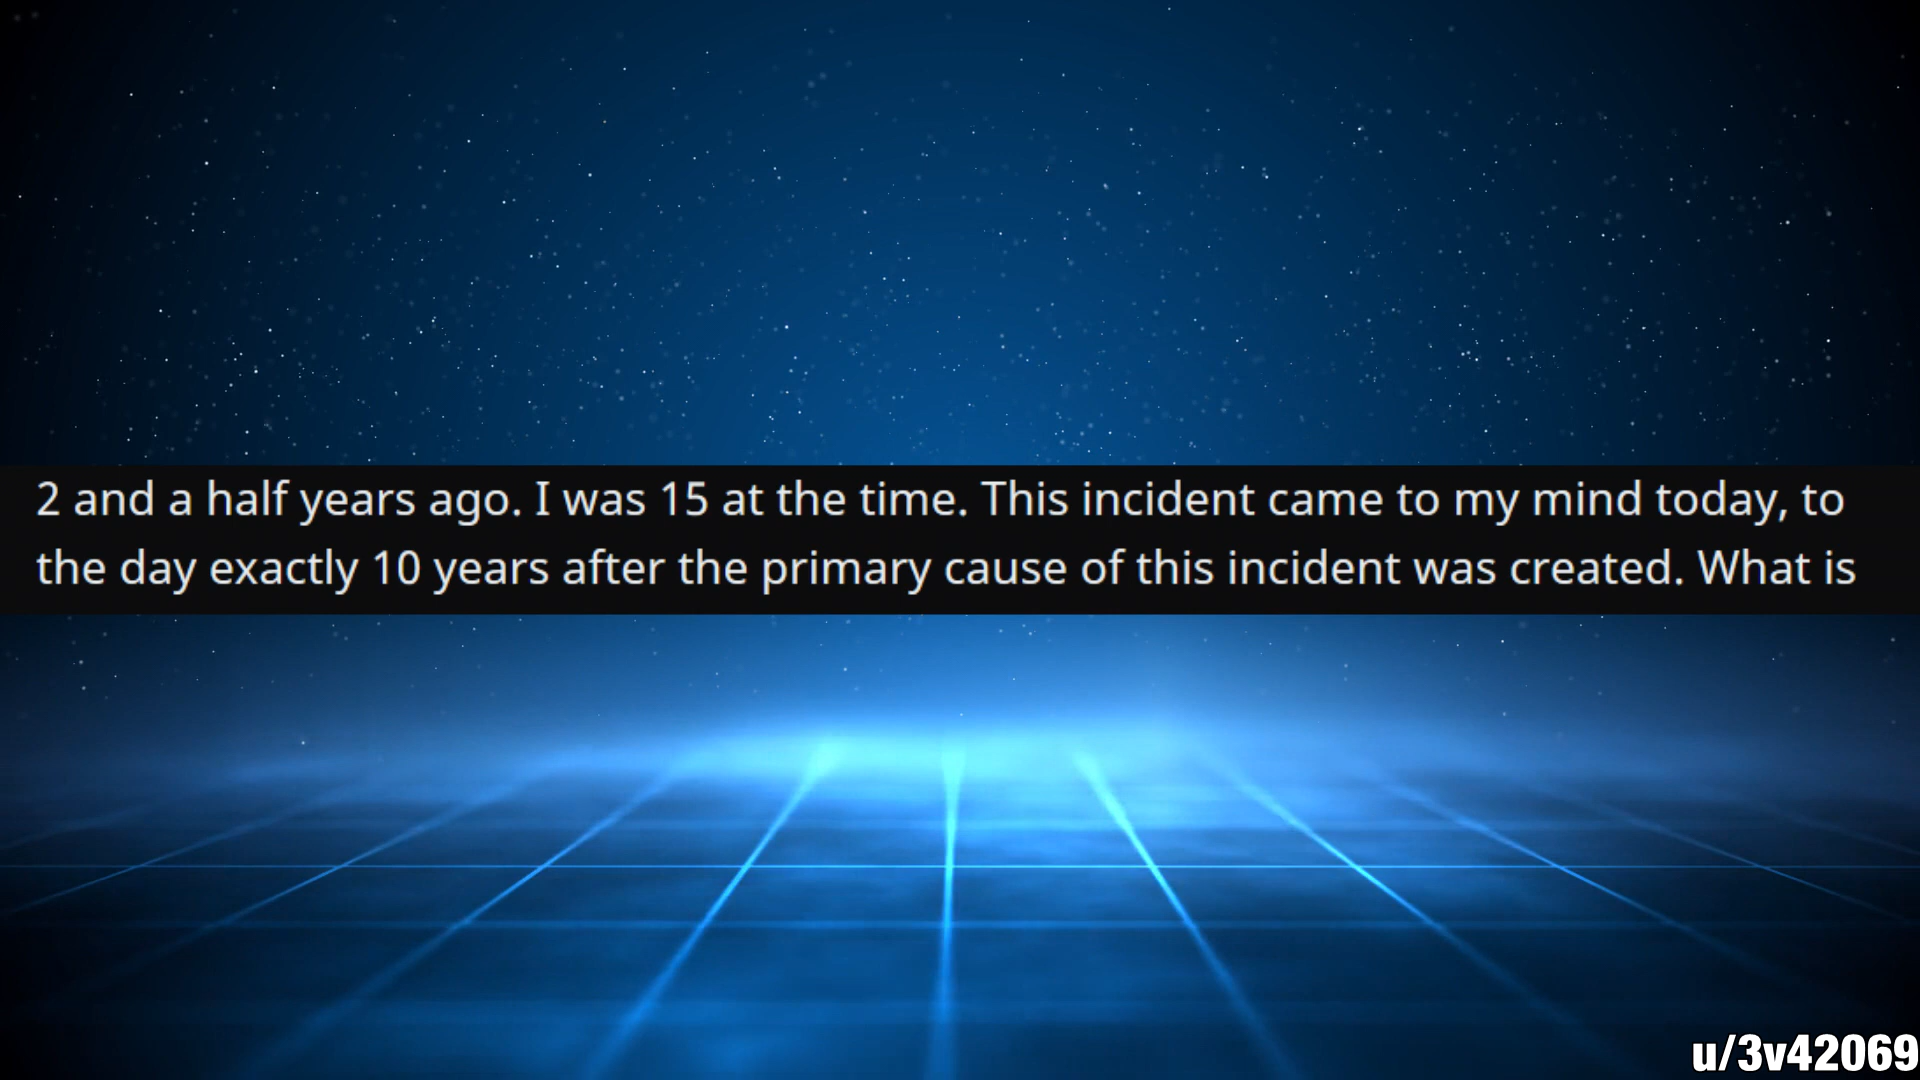 2 and a half years ago. I was 15 at the time. This incident came to my mind today, to
the day exactly 10 years after the primary cause of this incident was created. What is
u/3v42069